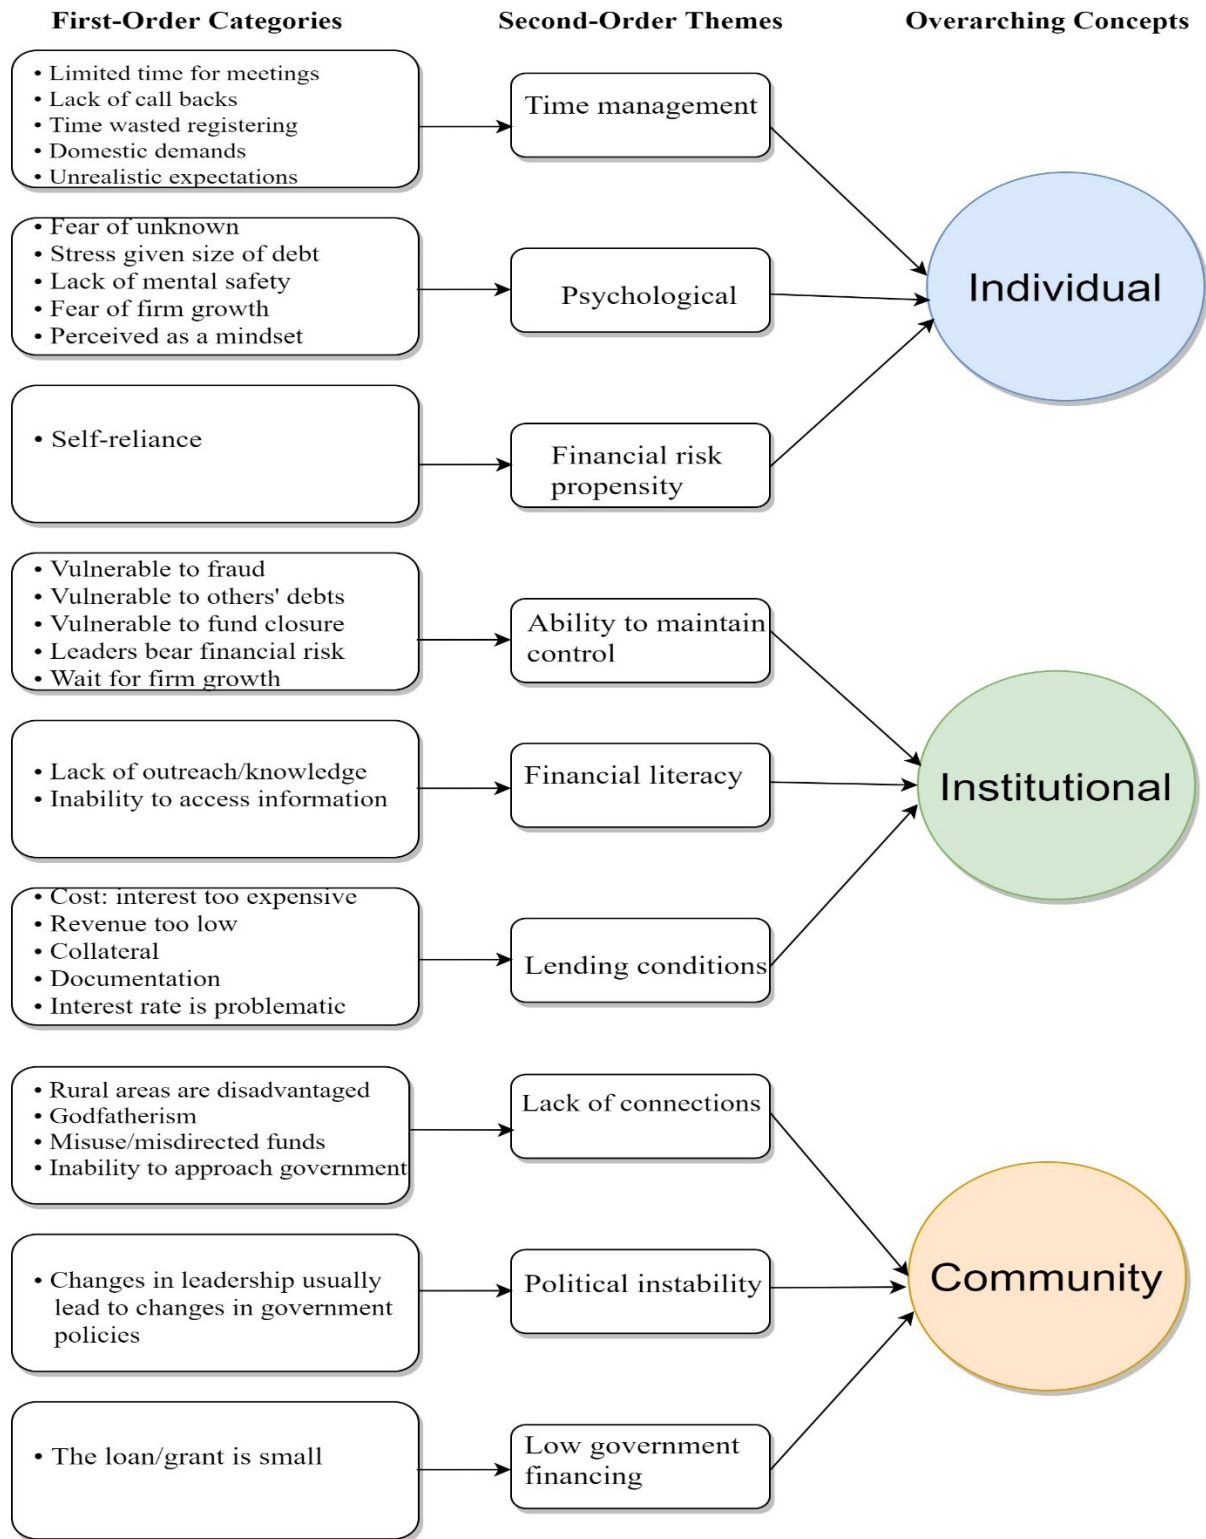 First-Order Categories
Second-Order Themes
Overarching Concepts
• Limited time for meetings
• Lack of call backs
• Time wasted registering
• Domestic demands
• Unrealistic expectations
Time management
• Fear of unknown
• Stress given size of debt
• Lack of mental safety
• Fear of firm growth
• Perceived as a mindset
Psychological
• Self-reliance
Financial risk
propensity
Individual
• Vulnerable to fraud
• Vulnerable to others' debts
• Vulnerable to fund closure
• Leaders bear financial risk
• Wait for firm growth
Ability to maintain
control
• Lack of outreach/knowledge
• Inability to access information
Financial literacy
• Cost: interest too expensive
• Revenue too low
• Collateral
• Documentation
• Interest rate is problematic
Lending conditions
Institutional
• Rural areas are disadvantaged
• Godfatherism
• Misuse/misdirected funds
• Inability to approach government
Lack of connections
• Changes in leadership usually
lead to changes in government
policies
Political instability
• The loan/grant is small
Low government
financing
Community